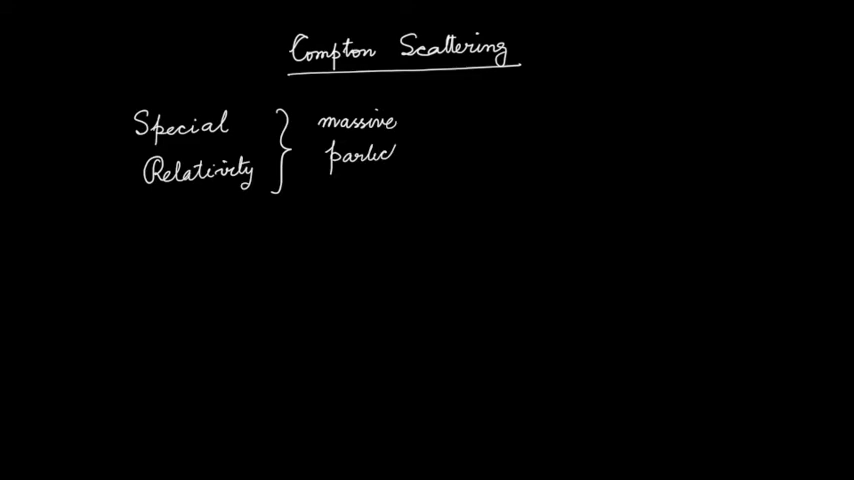 Compton Scattering
Special
Relativity
massive
partic